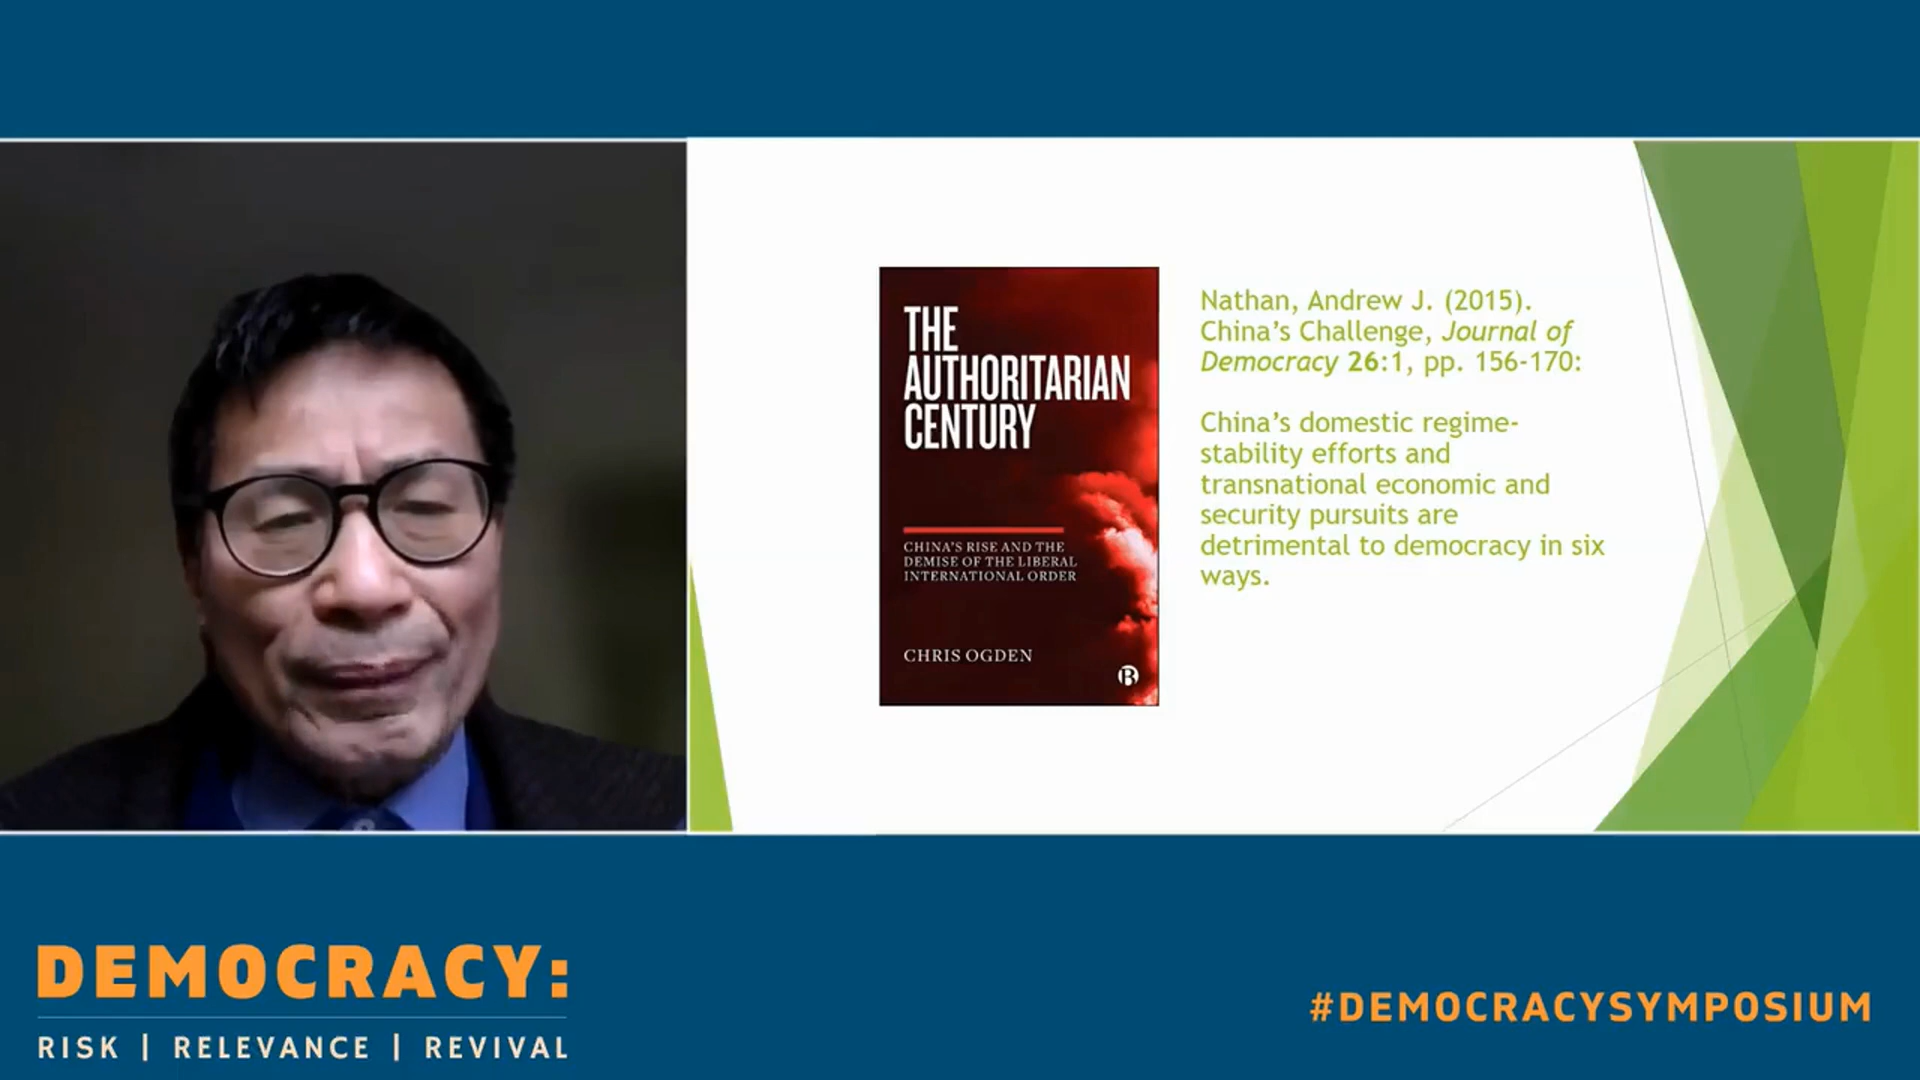 THE
AUTHORITARIAN
CENTURY
CHINA'S RISE AND THE
DEMISE OF THE LIBERAL
INTERNATIONAL ORDER
CHRIS OGDEN
B
Nathan, Andrew J. (2015).
China's Challenge, Journal of
Democracy 26:1, pp. 156-170:
China's domestic regime-
stability efforts and
transnational economic and
security pursuits are
detrimental to democracy in six
ways.
DEMOCRACY:
RISK | RELEVANCE | REVIVAL
#DEMOCRACYSYMPOSIUM